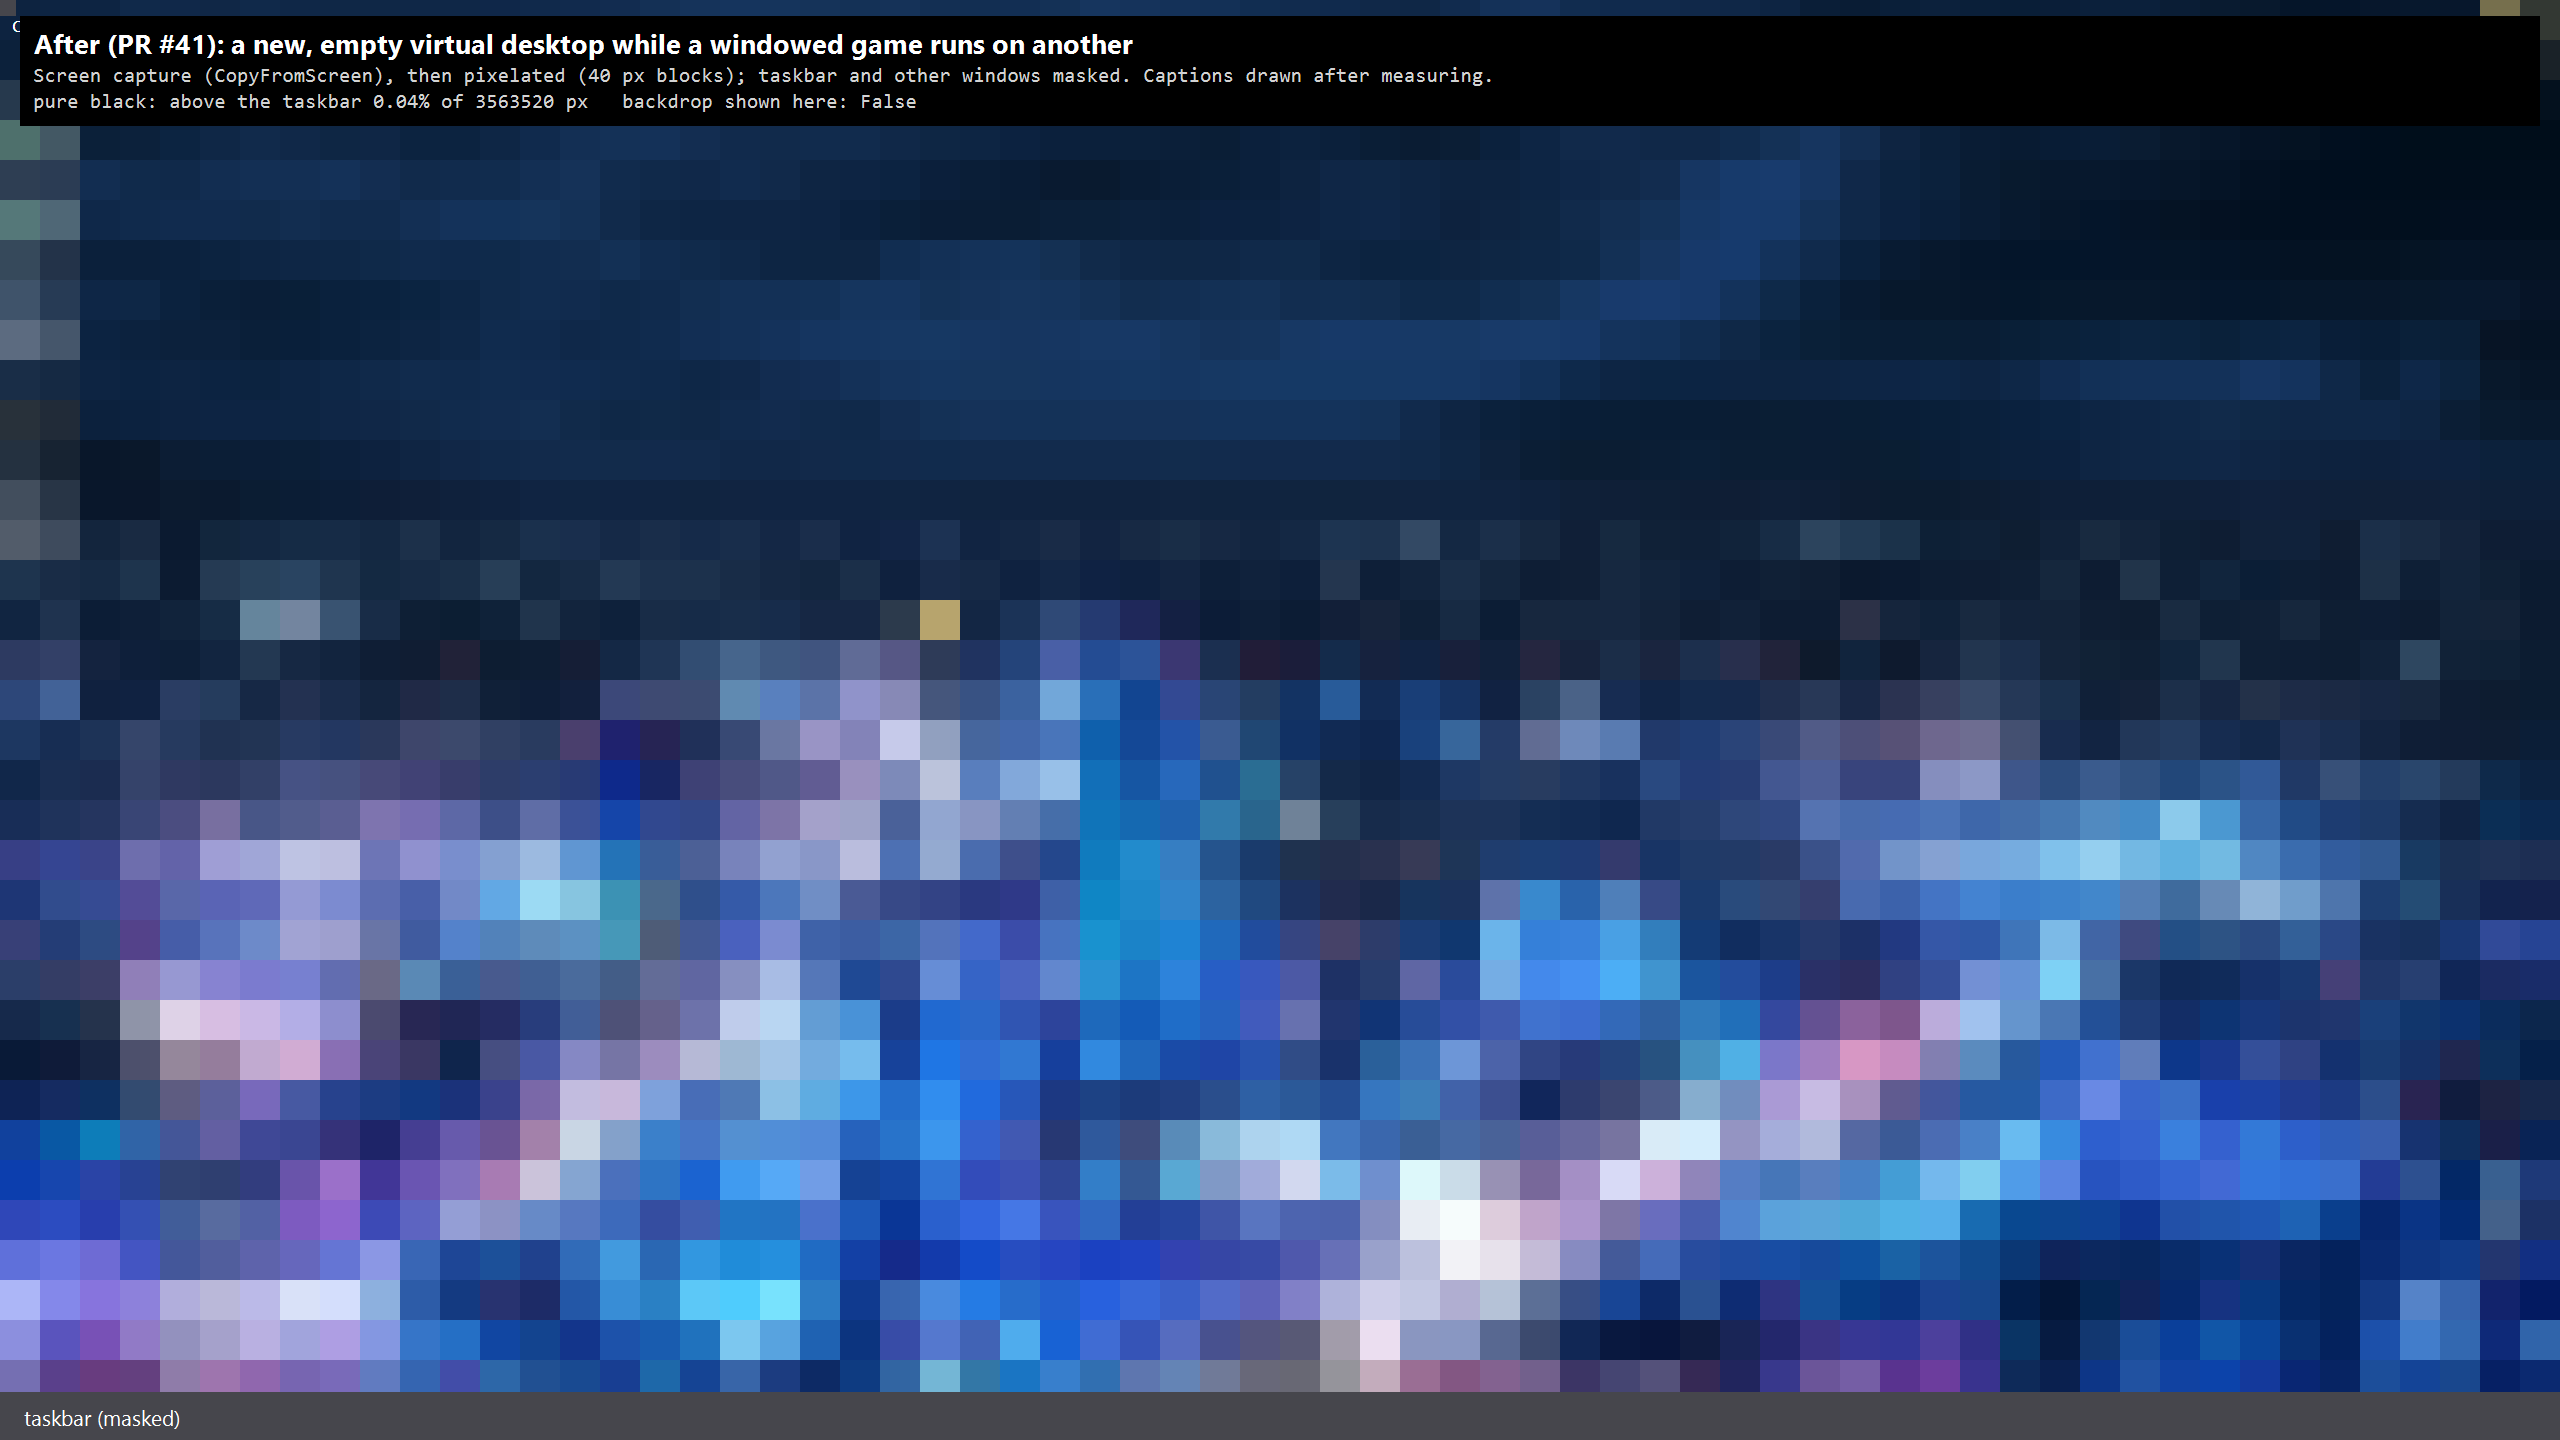 After (PR #41): a new, empty virtual desktop while a windowed game runs on another
Screen capture (CopyFromScreen), then pixelated (40 px blocks); taskbar and other windows masked. Captions drawn after measuring.
pure black: above the taskbar 0.04% of 3563520 px   backdrop shown here: False
taskbar (masked)